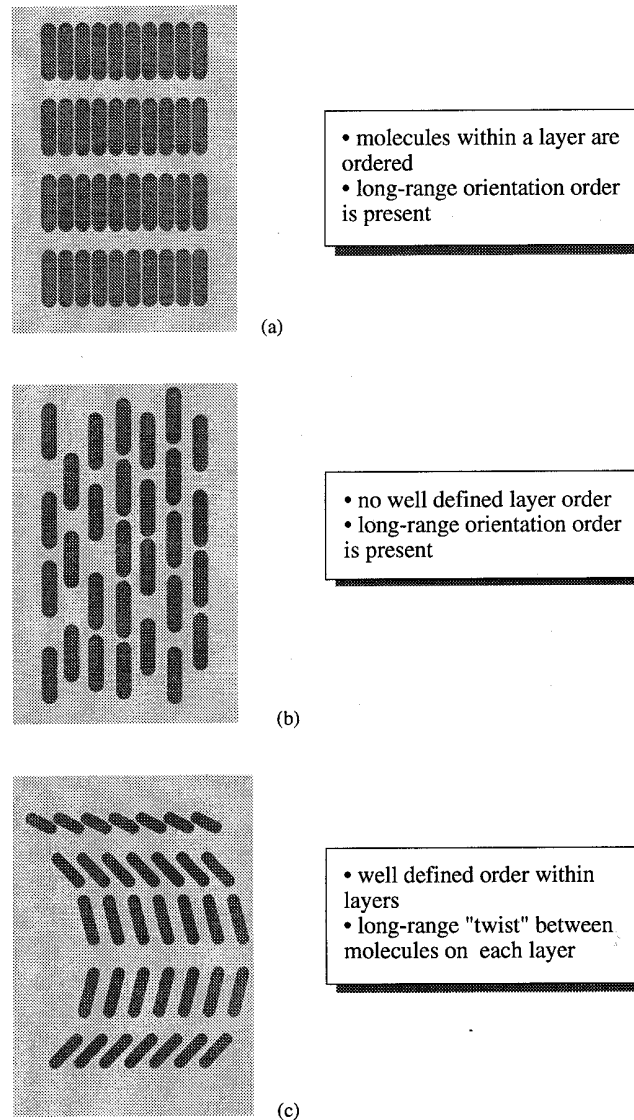 • molecules within a layer are
ordered
• long-range orientation order
is present
(a)
• no well defined layer order
• long-range orientation order
is present
(b)
• well defined order within
layers
• long-range "twist" between
molecules on each layer
(c)